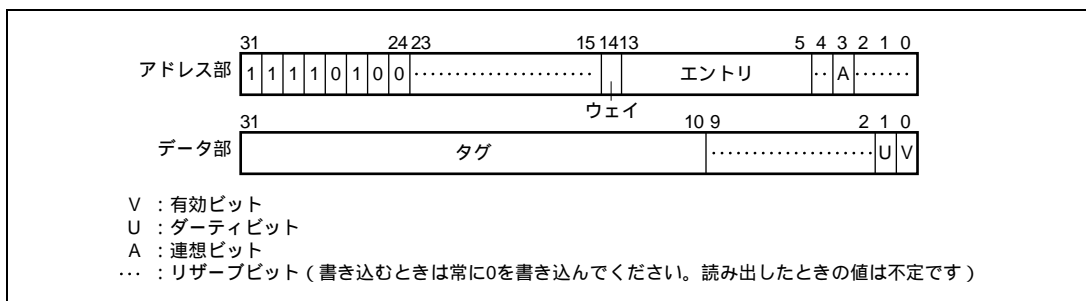 31 24 23 15 14 13 5 4 3 2 1 0
アドレス部 1 1 1 1 0 1 0 0 ‥‥‥‥‥‥‥‥‥ エントリ ‥ A ‥‥‥
ウェイ
31 10 9 2 1 0
データ部 タグ ‥‥‥‥‥‥‥‥‥ U V
V :有効ビット
U :ダーティビット
A :連想ビット
… :リザーブビット(書き込むときは常に0を書き込んでください。読み出したときの値は不定です)